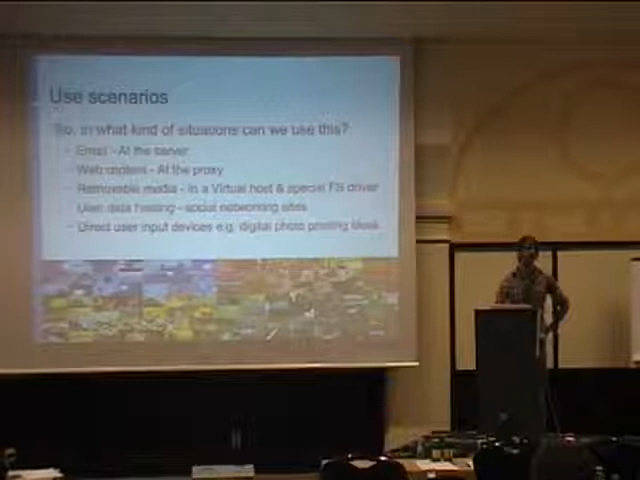 Use scenarios
So, in what kind of situations can we use this?
- Email - At the server
- Web content - At the proxy
- Removable media - In a Virtual host & special FS driver
- User data hosting - social networking sites
- Direct user input devices e.g. digital photo printing kiosk